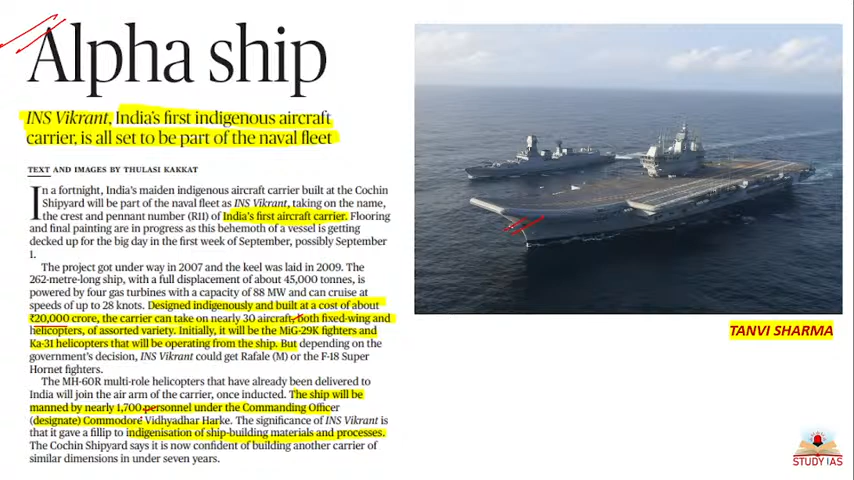 Alpha ship
INS Vikrant, India's first indigenous aircraft
carrier, is all set to be part of the naval fleet
TEXT AND IMAGES BY THULASI KAKKAT
In a fortnight, India's maiden indigenous aircraft carrier built at the Cochin
Shipyard will be part of the naval fleet as INS Vikrant, taking on the name,
the crest and pennant number (R11) of India's first aircraft carrier. Flooring
and final painting are in progress as this behemoth of a vessel is getting
decked up for the big day in the first week of September, possibly September
1.
The project got under way in 2007 and the keel was laid in 2009. The
262-metre-long ship, with a full displacement of about 45,000 tonnes, is
powered by four gas turbines with a capacity of 88 MW and can cruise at
speeds of up to 28 knots. Designed indigenously and built at a cost of about
₹20,000 crore, the carrier can take on nearly 30 aircraft, both fixed-wing and
helicopters, of assorted variety. Initially, it will be the MiG-29K fighters and
Ka-31 helicopters that will be operating from the ship. But depending on the
government's decision, INS Vikrant could get Rafale (M) or the F-18 Super
Hornet fighters.
The MH-60R multi-role helicopters that have already been delivered to
India will join the air arm of the carrier, once inducted. The ship will be
manned by nearly 1,700 personnel under the Commanding Officer
(designate) Commodore Vidhyadhar Harke. The significance of INS Vikrant is
that it gave a fillip to indigenisation of ship-building materials and processes.
The Cochin Shipyard says it is now confident of building another carrier of
similar dimensions in under seven years.
TANVI SHARMA
STUDY IAS